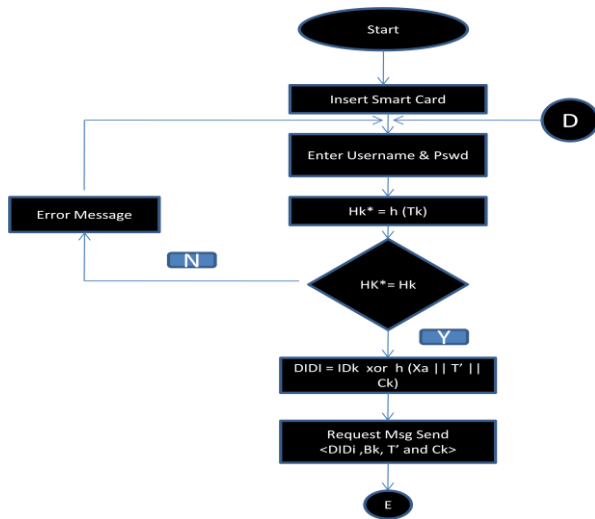 Start
Insert Smart Card
D
Enter Username & Pswd
Error Message
Hk* = h (Tk)
N
HK*= Hk
Y
DIDI = IDk xor h (Xa || T’ ||
Ck)
Request Msg Send
<DIDi ,Bk, T’ and Ck>
E